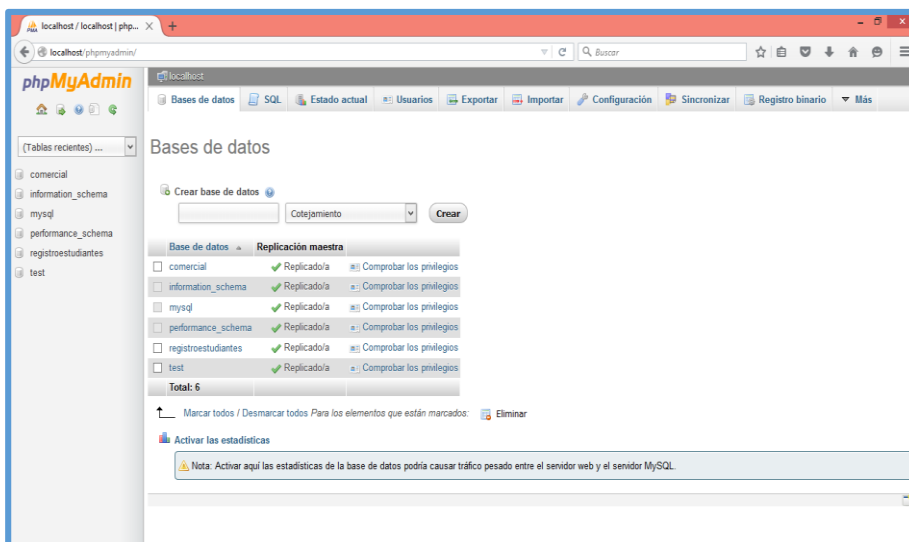 localhost / localhost | php...
localhost/phpmyadmin/
Buscar
phpMyAdmin
(Tablas recientes) ...
comercial
information_schema
mysql
performance_schema
registroestudiantes
test
localhost
Bases de datos SQL Estado actual Usuarios Exportar Importar Configuración Sincronizar Registro binario Más
Bases de datos
Crear base de datos
Cotejamiento Crear
Base de datos Replicación maestra
comercial Replicado/a Comprobar los privilegios
information_schema Replicado/a Comprobar los privilegios
mysql Replicado/a Comprobar los privilegios
performance_schema Replicado/a Comprobar los privilegios
registroestudiantes Replicado/a Comprobar los privilegios
test Replicado/a Comprobar los privilegios
Total: 6
Marcar todos / Desmarcar todos Para los elementos que están marcados: Eliminar
Activar las estadísticas
Nota: Activar aquí las estadísticas de la base de datos podría causar tráfico pesado entre el servidor web y el servidor MySQL.